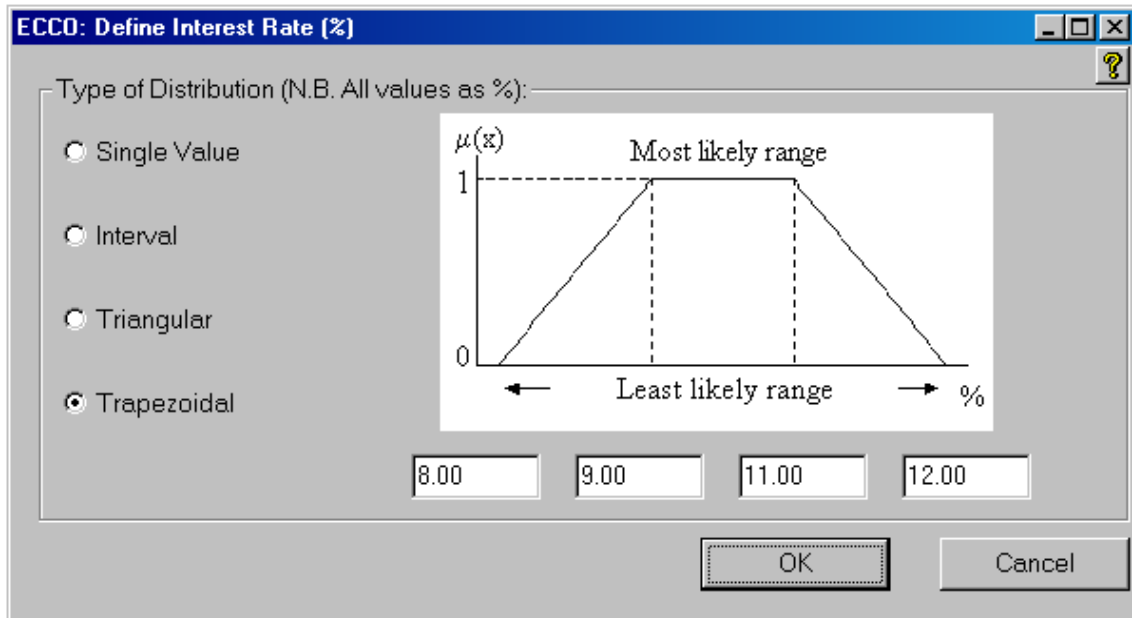 ECCO: Define Interest Rate (%)
?
Type of Distribution (N.B. All values as %):
Single Value
Interval
Triangular
Trapezoidal
μ(x)
Most likely range
1
0
Least likely range
%
8.00 9.00 11.00 12.00
OK Cancel